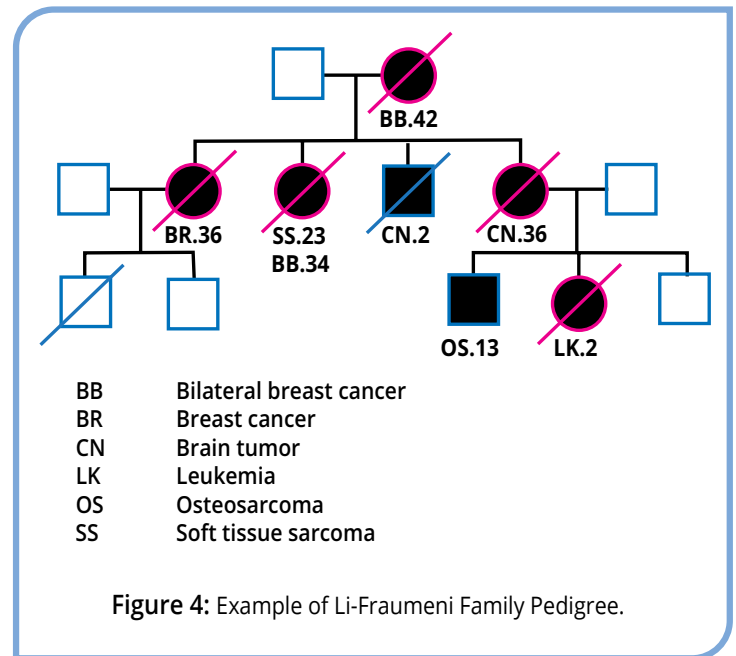 BB.42
BR.36
SS.23
BB.34
CN.2
CN.36
OS.13
LK.2
BB Bilateral breast cancer
BR Breast cancer
CN Brain tumor
LK Leukemia
OS Osteosarcoma
SS Soft tissue sarcoma
Figure 4: Example of Li-Fraumeni Family Pedigree.